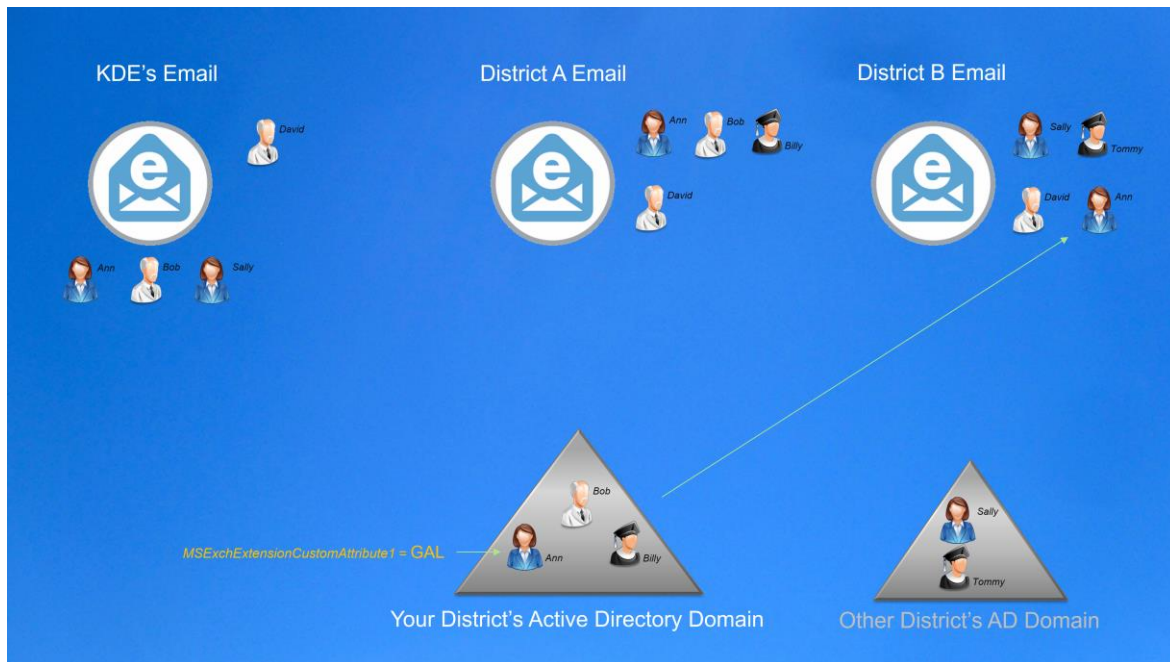 KDE's Email
District A Email
District B Email
David
Ann
Bob
Billy
Sally
Tommy
David
David
Ann
Ann
Bob
Sally
Bob
MSExchExtensionCustomAttribute1 = GAL
Ann
Billy
Sally
Tommy
Your District's Active Directory Domain
Other District's AD Domain